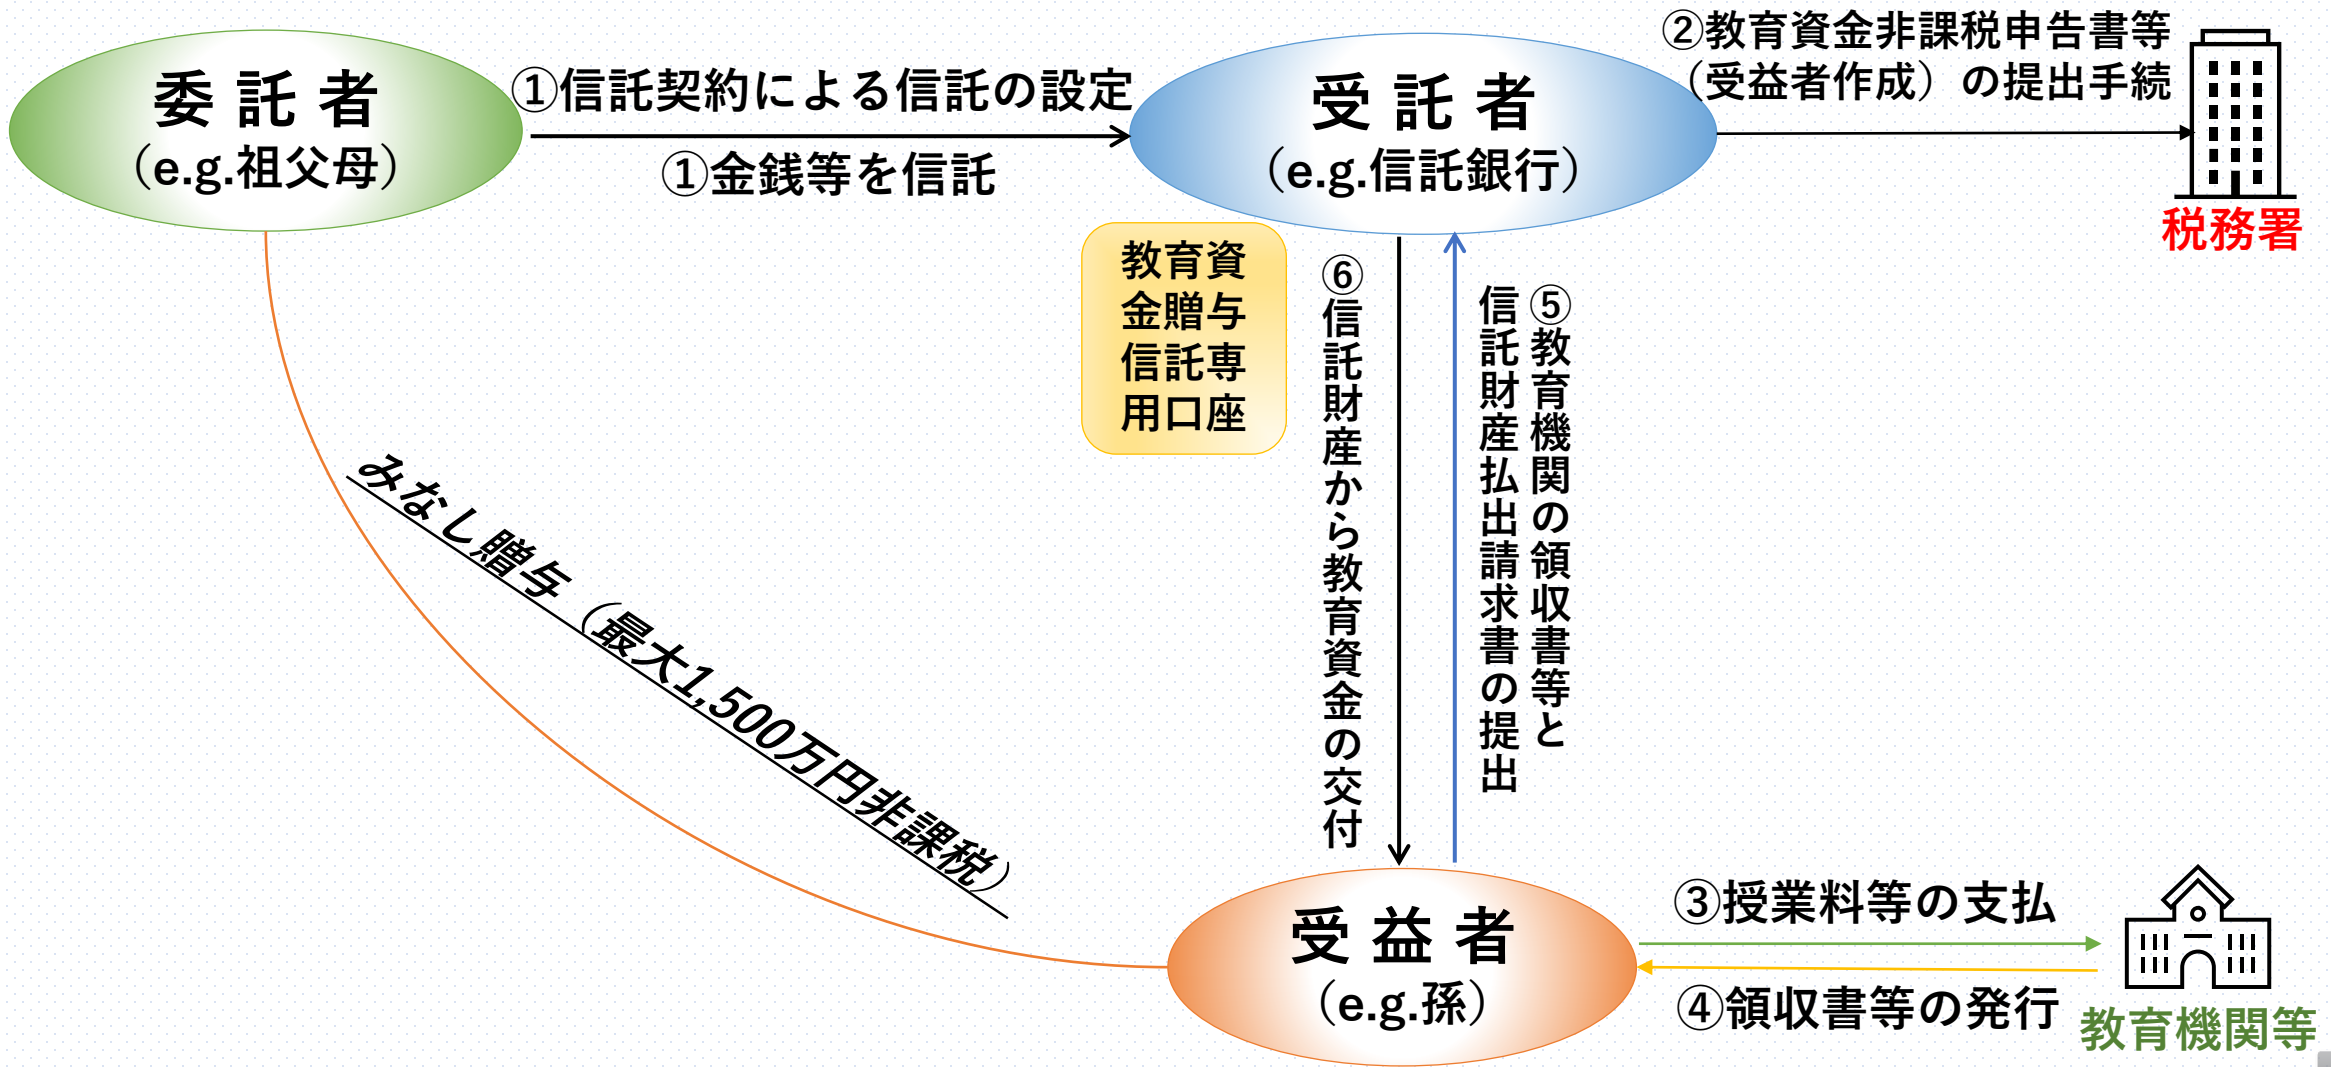 委託者
（e.g.祖父母）
①信託契約による信託の設定
①金銭等を信託
受託者
（e.g.信託銀行）
②教育資金非課税申告書等
（受益者作成）の提出手続
税務署
教育資
金贈与
信託専
用口座
⑥信託財産から教育資金の交付
⑤教育機関の領収書等と
信託財産払出請求書の提出
みなし贈与（最大1,500万円非課税）
受益者
（e.g.孫）
③授業料等の支払
④領収書等の発行
教育機関等